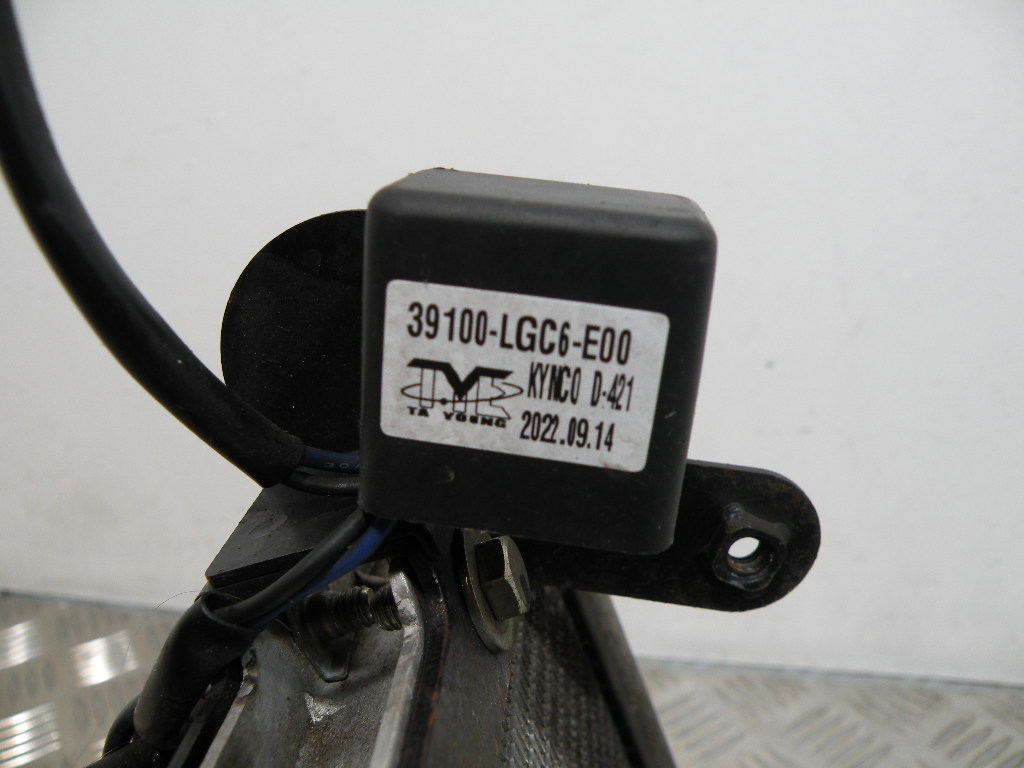 39100-LGC6-E00
KYMCO D-421
TA YOUNG
2022.09.14